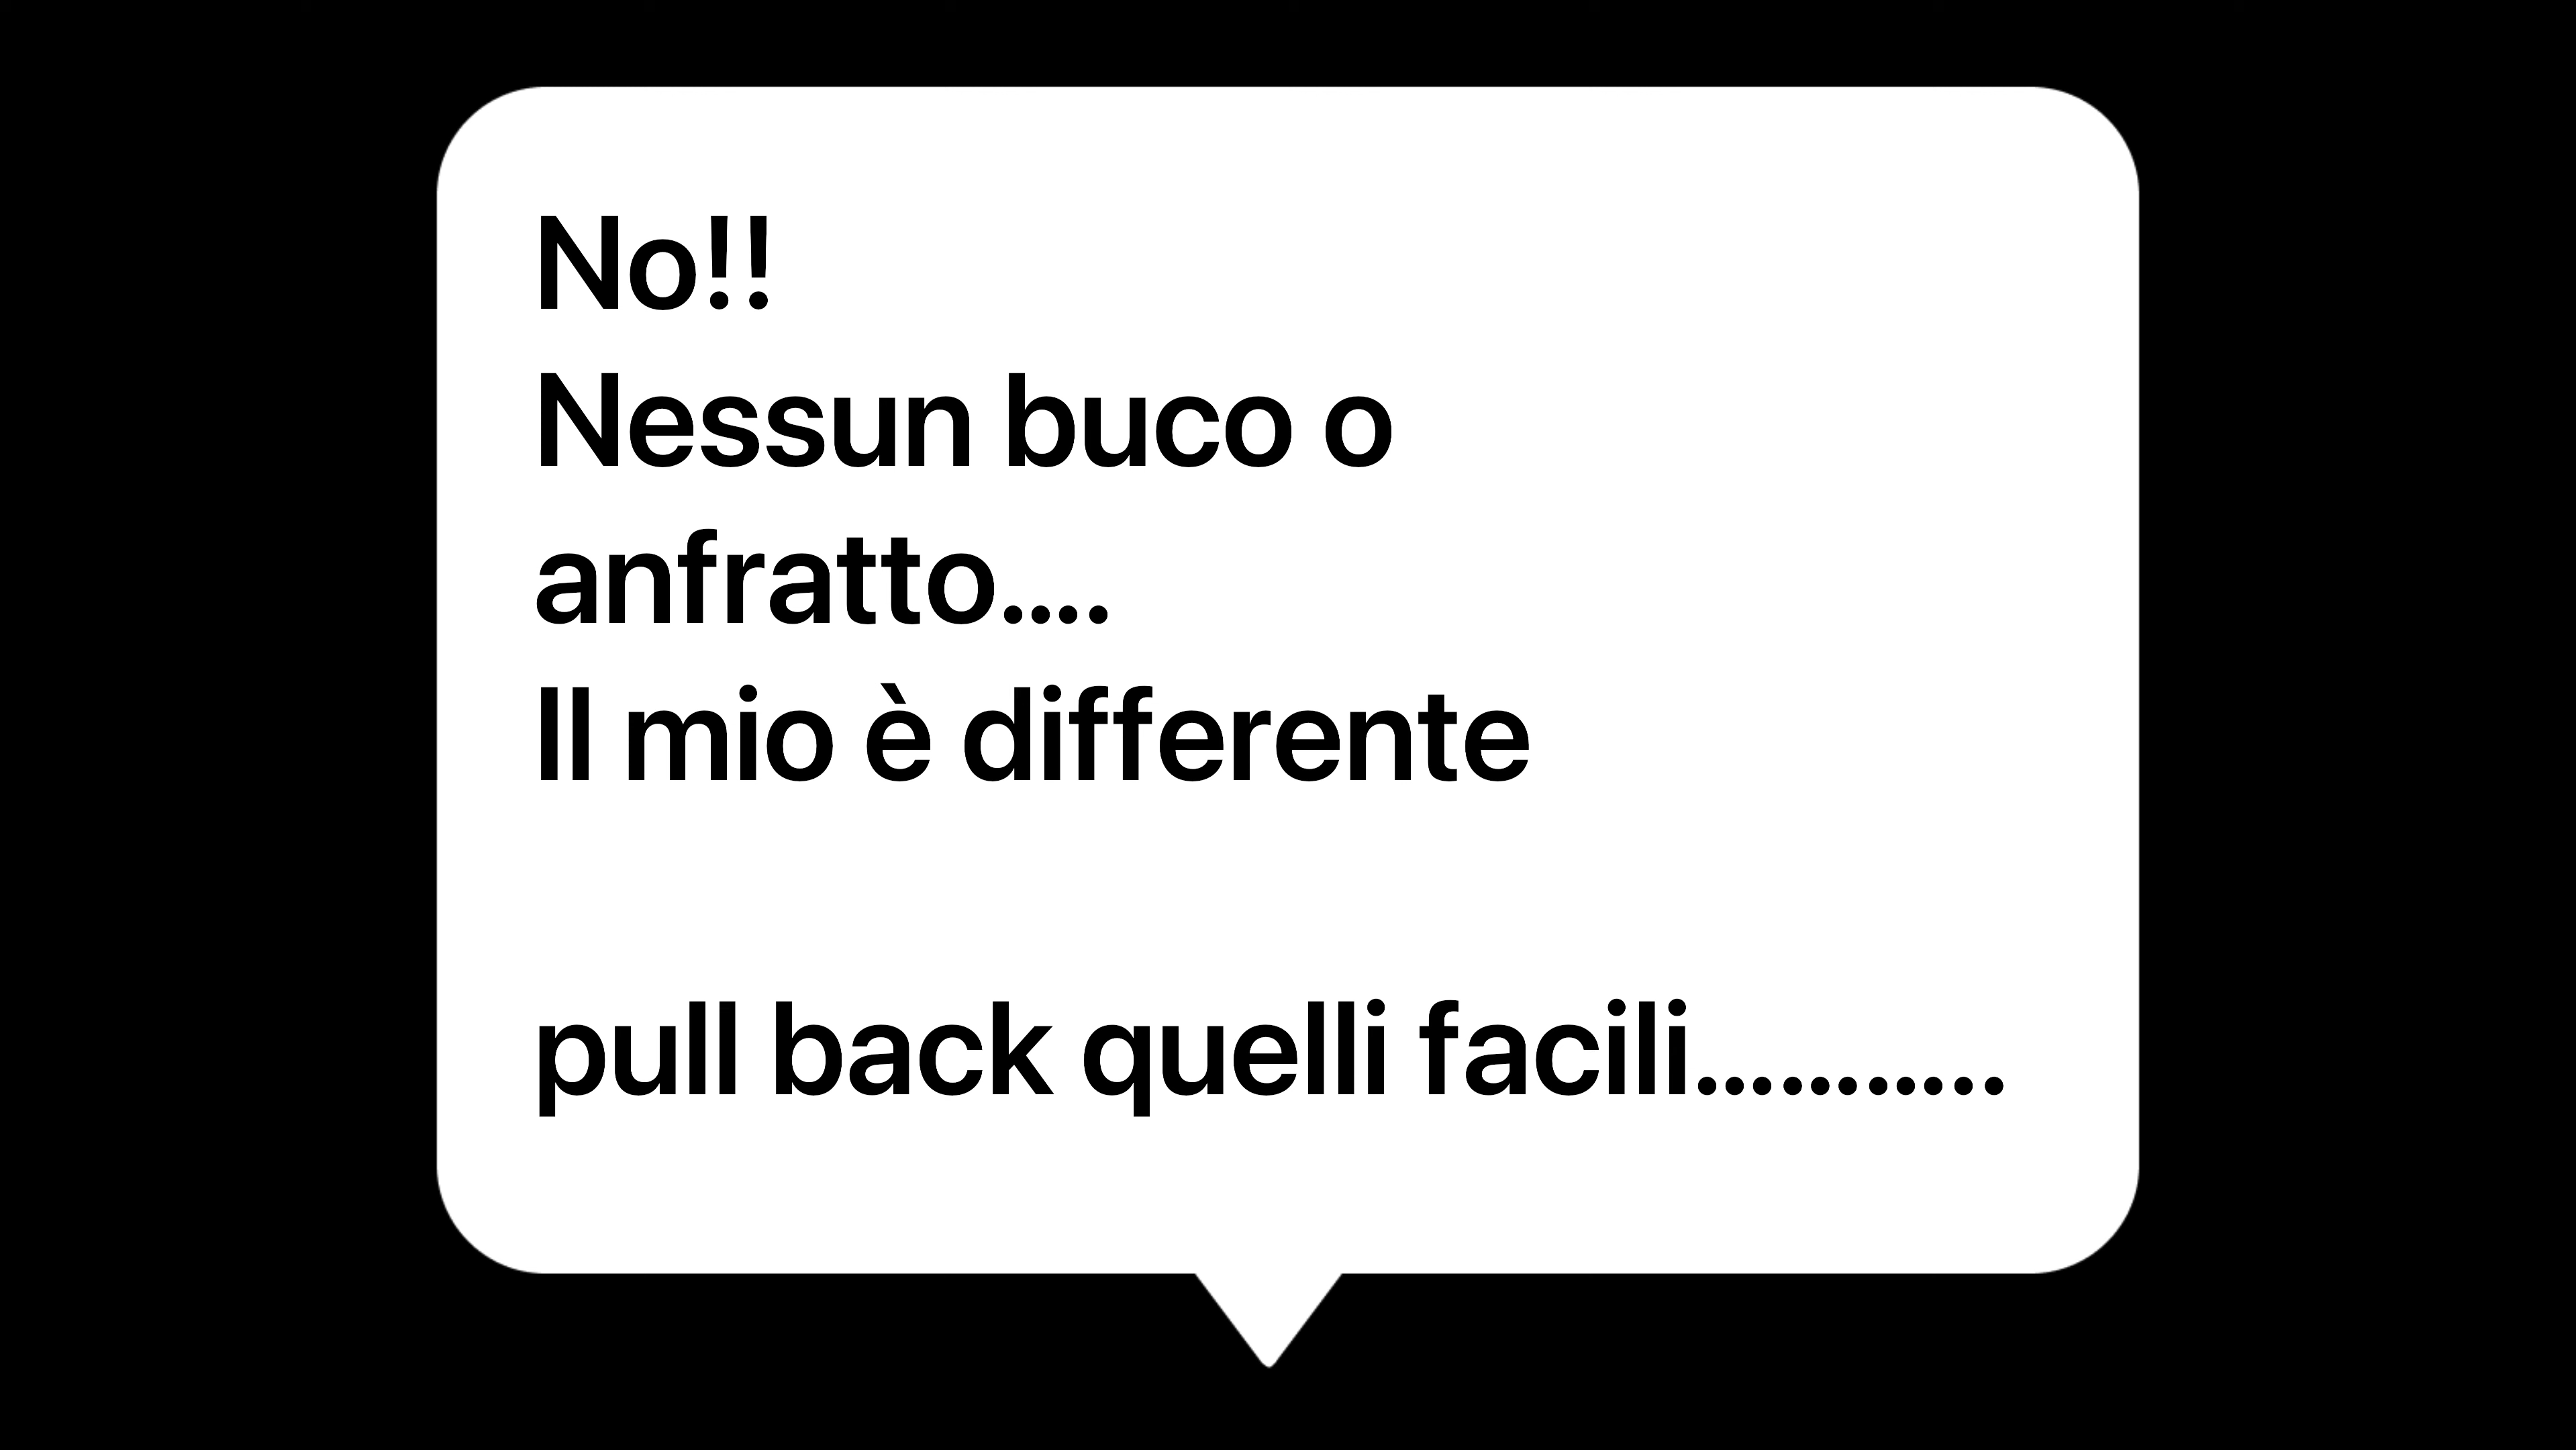 No!!
Nessun buco o
anfratto....
Il mio è differente
pull back quelli facili...........